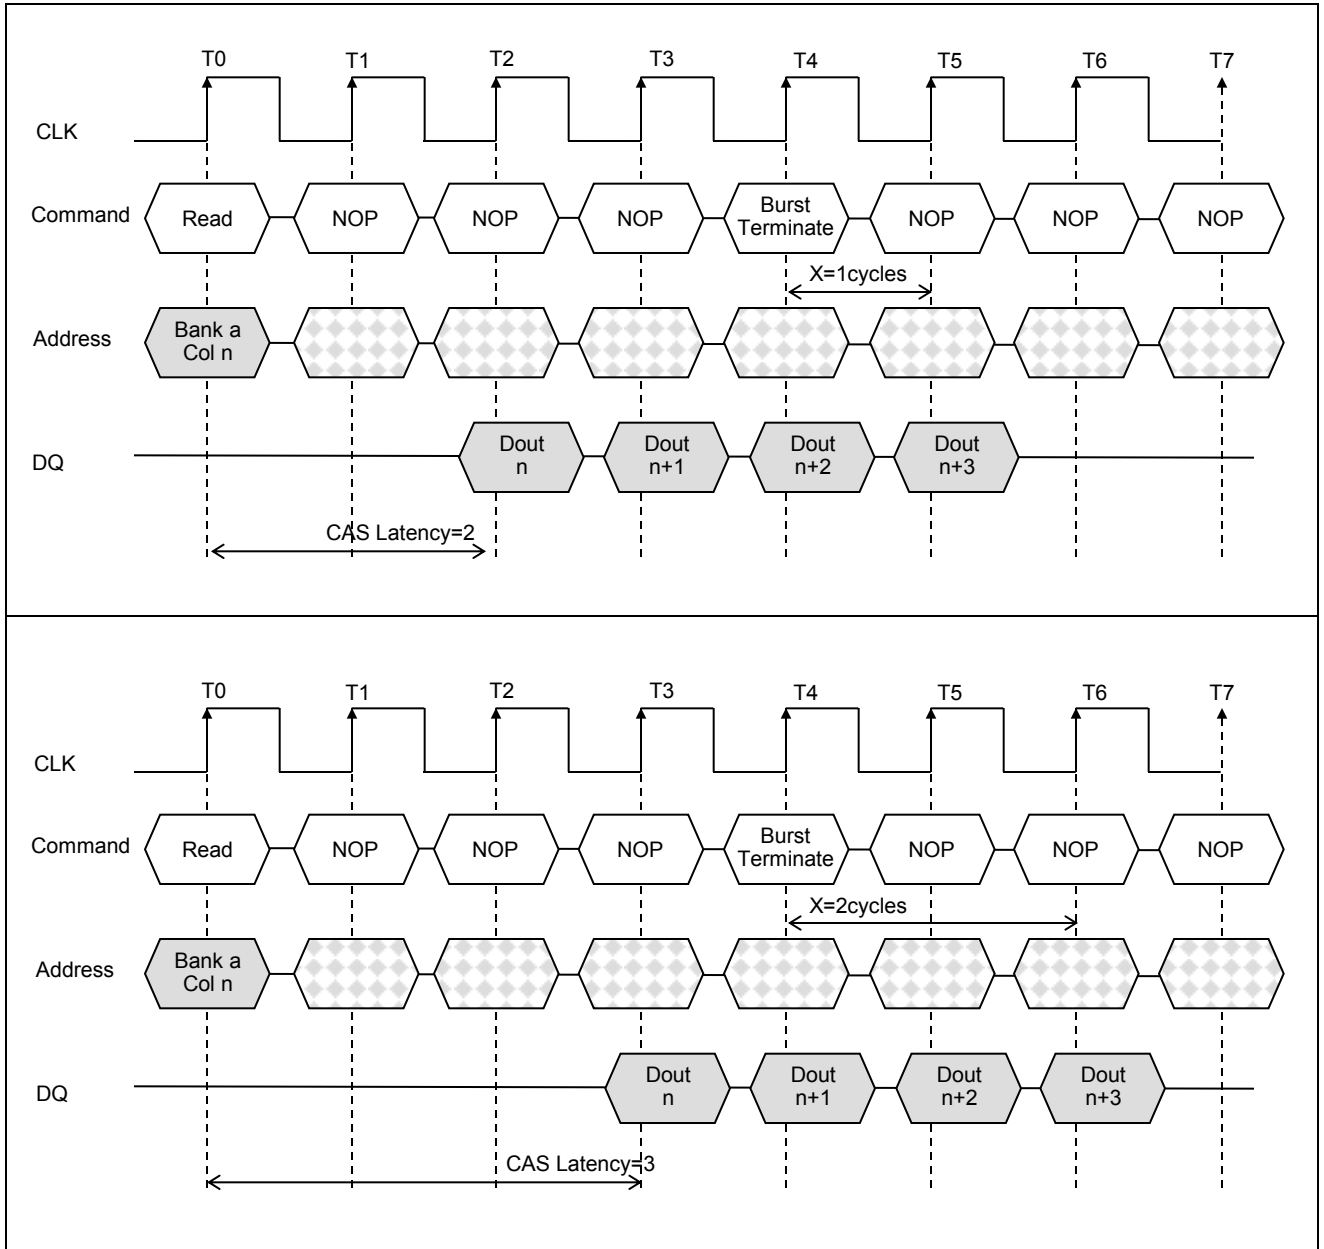 T0 T1 T2 T3 T4 T5 T6 T7
CLK
Command Read NOP NOP NOP Burst Terminate NOP NOP NOP
X=1cycles
Address Bank a Col n
DQ Dout n Dout n+1 Dout n+2 Dout n+3
CAS Latency=2
T0 T1 T2 T3 T4 T5 T6 T7
CLK
Command Read NOP NOP NOP Burst Terminate NOP NOP NOP
X=2cycles
Address Bank a Col n
DQ Dout n Dout n+1 Dout n+2 Dout n+3
CAS Latency=3